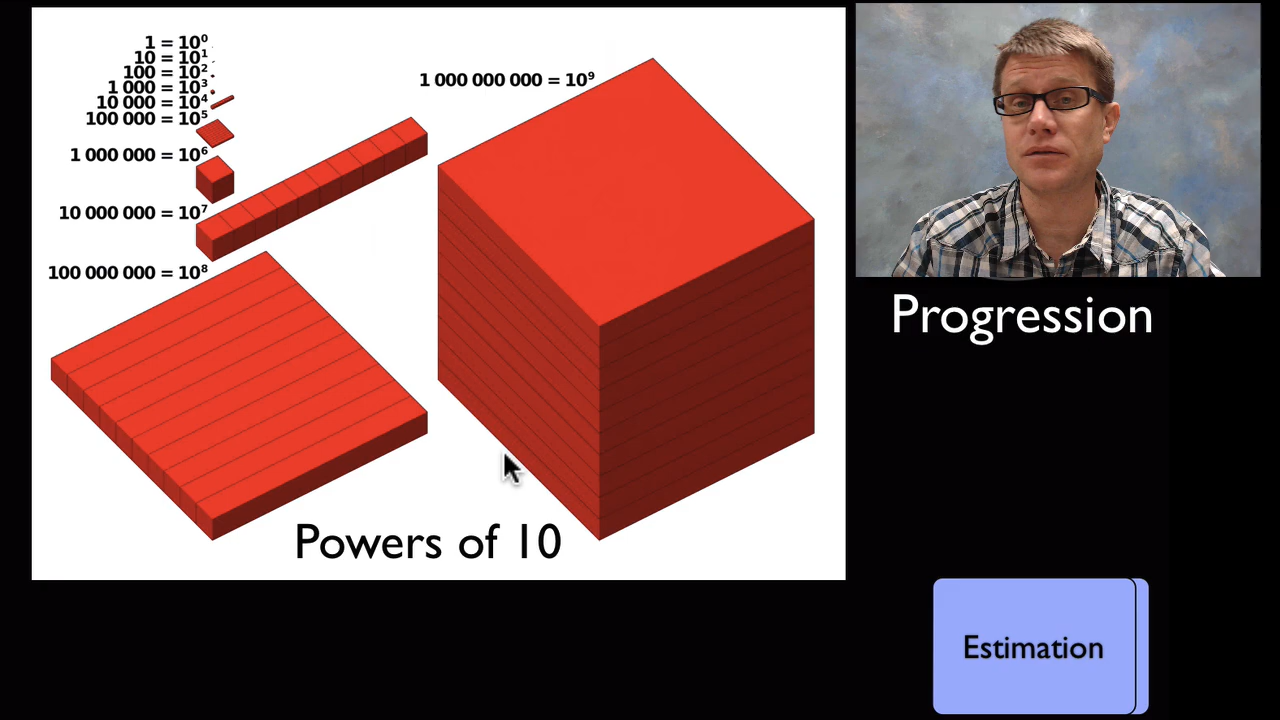 1 = 10⁰
10 = 10¹
100 = 10²
1 000 = 10³
10 000 = 10⁴
100 000 = 10⁵
1 000 000 = 10⁶
10 000 000 = 10⁷
100 000 000 = 10⁸
1 000 000 000 = 10⁹
Powers of 10
Progression
Estimation